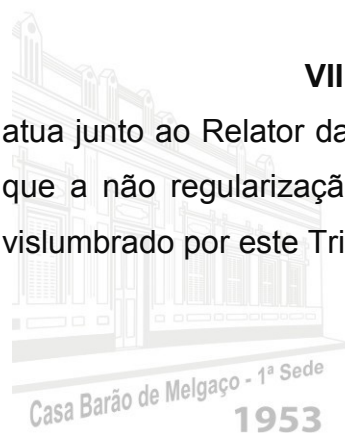 VII
atua junto ao Relator da
que a não regularizaçã
vislumbrado por este Tri
Casa Barão de Melgaço - 1ª Sede
1953